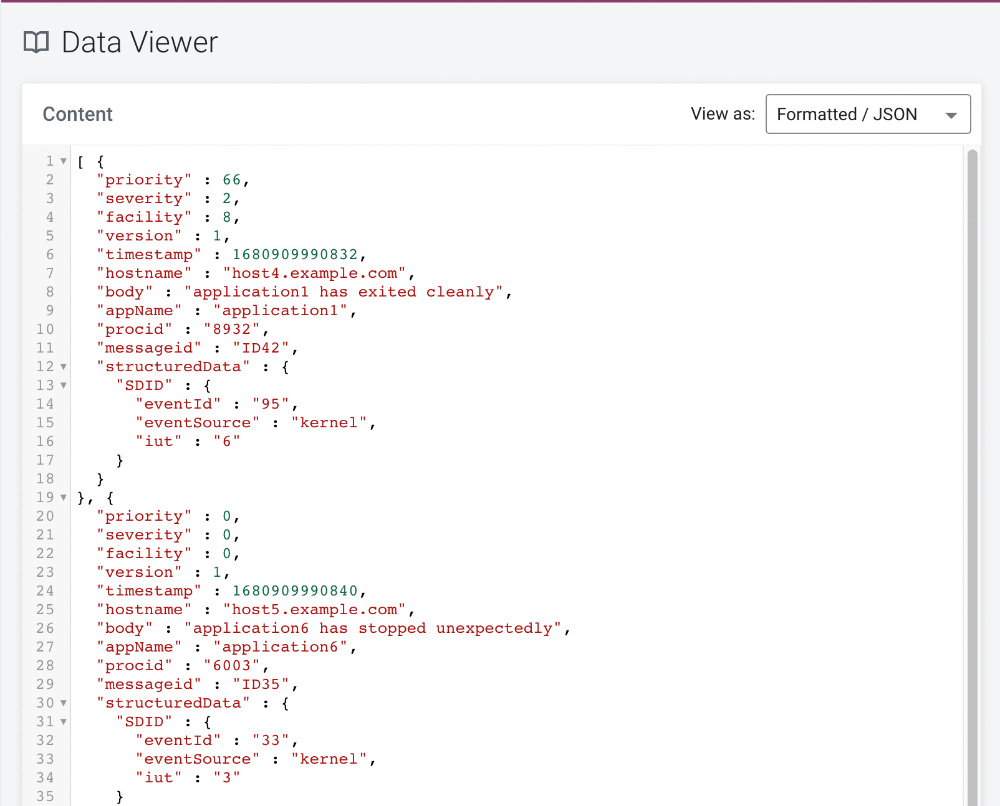 Data Viewer
Content
View as: Formatted / JSON
1 [ {
2 "priority" : 66,
3 "severity" : 2,
4 "facility" : 8,
5 "version" : 1,
6 "timestamp" : 1680909990832,
7 "hostname" : "host4.example.com",
8 "body" : "application1 has exited cleanly",
9 "appName" : "application1",
10 "procid" : "8932",
11 "messageid" : "ID42",
12 "structuredData" : {
13 "SDID" : {
14 "eventId" : "95",
15 "eventSource" : "kernel",
16 "iut" : "6"
17 }
18 }
19 }, {
20 "priority" : 0,
21 "severity" : 0,
22 "facility" : 0,
23 "version" : 1,
24 "timestamp" : 1680909990840,
25 "hostname" : "host5.example.com",
26 "body" : "application6 has stopped unexpectedly",
27 "appName" : "application6",
28 "procid" : "6003",
29 "messageid" : "ID35",
30 "structuredData" : {
31 "SDID" : {
32 "eventId" : "33",
33 "eventSource" : "kernel",
34 "iut" : "3"
35 }